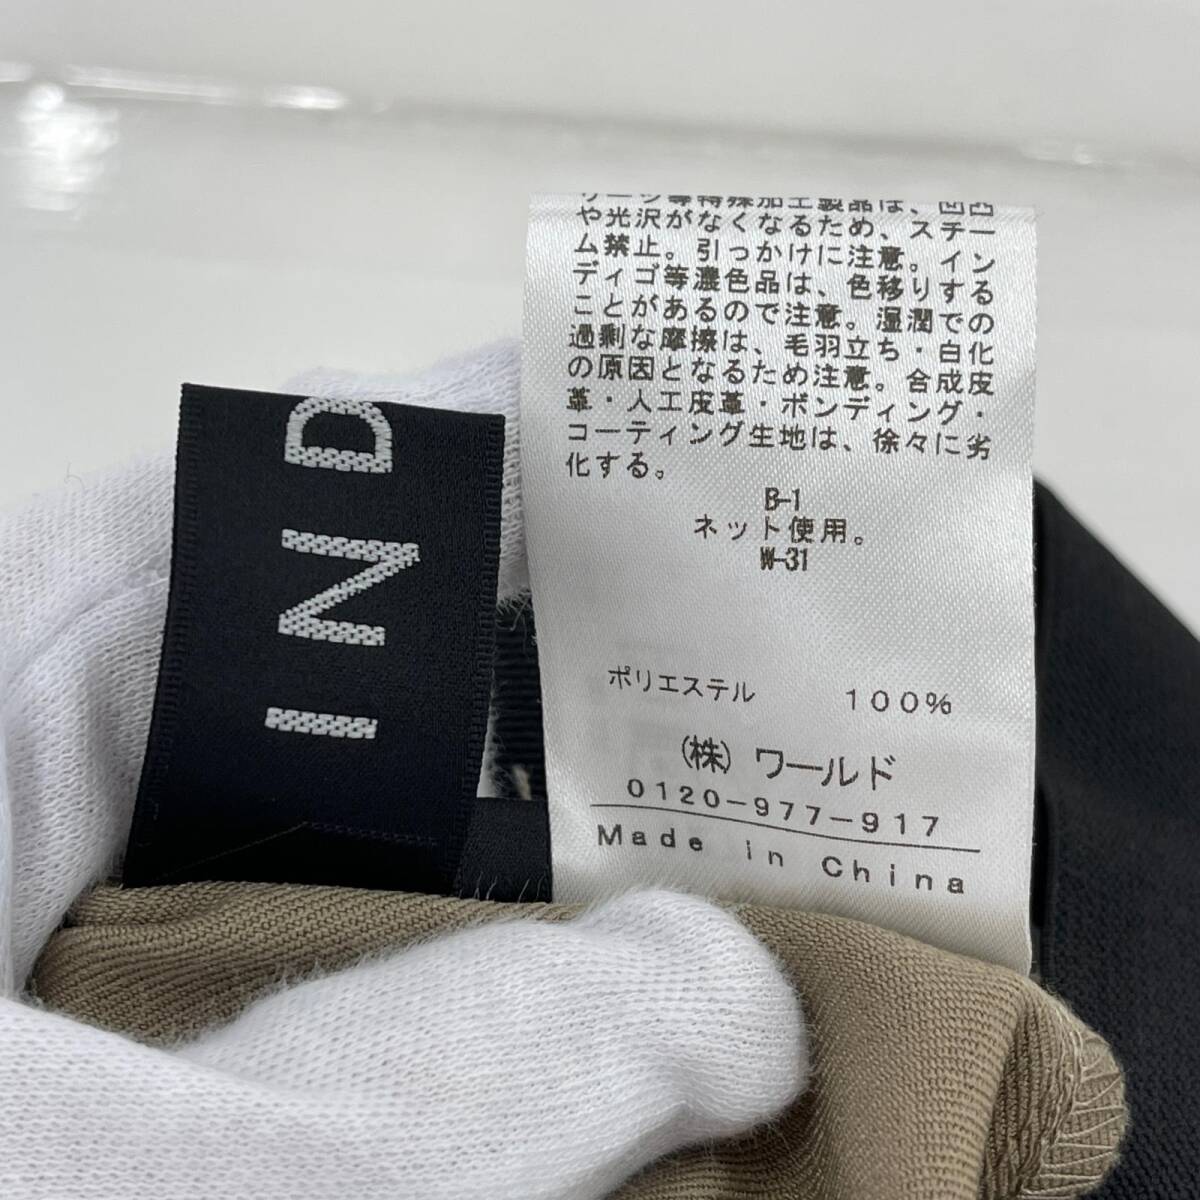 IND
や光沢がなくなるため、スチー
ム禁止。引っかけに注意。イン
ディゴ等濃色品は、色移りする
ことがあるので注意。湿潤での
過剰な摩擦は、毛羽立ち・白化
の原因となるため注意。合成皮
革・人工皮革・ボンディング・
コーティング生地は、徐々に劣
化する。
B-1
ネット使用。
W-31
ポリエステル 100%
(株)ワールド
0120-977-917
Made in China